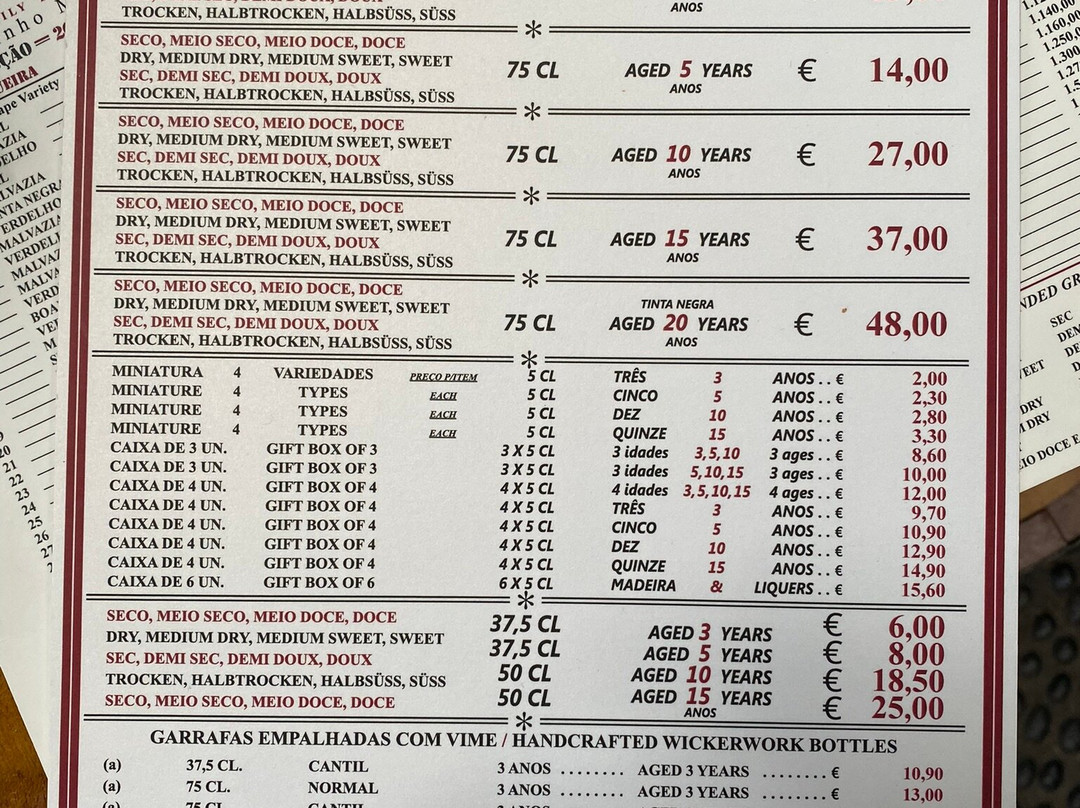 TROCKEN, HALBTROCKEN, HALBSÜSS, SÜSS ANOS
SECO, MEIO SECO, MEIO DOCE, DOCE
DRY, MEDIUM DRY, MEDIUM SWEET, SWEET
SEC, DEMI SEC, DEMI DOUX, DOUX
TROCKEN, HALBTROCKEN, HALBSÜSS, SÜSS
75 CL AGED 5 YEARS € 14,00
ANOS
SECO, MEIO SECO, MEIO DOCE, DOCE
DRY, MEDIUM DRY, MEDIUM SWEET, SWEET
SEC, DEMI SEC, DEMI DOUX, DOUX
TROCKEN, HALBTROCKEN, HALBSÜSS, SÜSS
75 CL AGED 10 YEARS € 27,00
ANOS
SECO, MEIO SECO, MEIO DOCE, DOCE
DRY, MEDIUM DRY, MEDIUM SWEET, SWEET
SEC, DEMI SEC, DEMI DOUX, DOUX
TROCKEN, HALBTROCKEN, HALBSÜSS, SÜSS
75 CL AGED 15 YEARS € 37,00
ANOS
SECO, MEIO SECO, MEIO DOCE, DOCE
DRY, MEDIUM DRY, MEDIUM SWEET, SWEET
SEC, DEMI SEC, DEMI DOUX, DOUX
TROCKEN, HALBTROCKEN, HALBSÜSS, SÜSS
TINTA NEGRA
75 CL AGED 20 YEARS € 48,00
ANOS
MINIATURA 4 VARIEDADES PREÇO P/ITEM 5 CL TRÊS 3 ANOS . . € 2,00
MINIATURE 4 TYPES EACH 5 CL CINCO 5 ANOS . . € 2,30
MINIATURE 4 TYPES EACH 5 CL DEZ 10 ANOS . . € 2,80
MINIATURE 4 TYPES EACH 5 CL QUINZE 15 ANOS . . € 3,30
CAIXA DE 3 UN. GIFT BOX OF 3 3 X 5 CL 3 idades 3,5,10 3 ages . . € 8,60
CAIXA DE 3 UN. GIFT BOX OF 3 3 X 5 CL 3 idades 5,10,15 3 ages . . € 10,00
CAIXA DE 4 UN. GIFT BOX OF 4 4 X 5 CL 4 idades 3,5,10,15 4 ages . . € 12,00
CAIXA DE 4 UN. GIFT BOX OF 4 4 X 5 CL TRÊS 3 ANOS . . € 9,70
CAIXA DE 4 UN. GIFT BOX OF 4 4 X 5 CL CINCO 5 ANOS . . € 10,90
CAIXA DE 4 UN. GIFT BOX OF 4 4 X 5 CL DEZ 10 ANOS . . € 12,90
CAIXA DE 4 UN. GIFT BOX OF 4 4 X 5 CL QUINZE 15 ANOS . . € 14,90
CAIXA DE 6 UN. GIFT BOX OF 6 6 X 5 CL MADEIRA & LIQUERS . . € 15,60
SECO, MEIO SECO, MEIO DOCE, DOCE 37,5 CL AGED 3 YEARS € 6,00
DRY, MEDIUM DRY, MEDIUM SWEET, SWEET 37,5 CL AGED 5 YEARS € 8,00
SEC, DEMI SEC, DEMI DOUX, DOUX 50 CL AGED 10 YEARS € 18,50
TROCKEN, HALBTROCKEN, HALBSÜSS, SÜSS 50 CL AGED 15 YEARS € 25,00
SECO, MEIO SECO, MEIO DOCE, DOCE ANOS
GARRAFAS EMPALHADAS COM VIME / HANDCRAFTED WICKERWORK BOTTLES
(a) 37,5 CL. CANTIL 3 ANOS ........ AGED 3 YEARS ........ € 10,90
(a) 75 CL. NORMAL 3 ANOS ........ AGED 3 YEARS ........ € 13,00